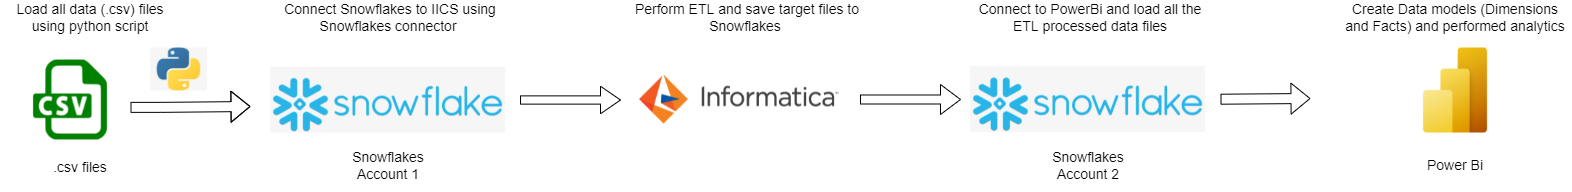 Load all data (.csv) files
using python script
Connect Snowflakes to IICS using
Snowflakes connector
Perform ETL and save target files to
Snowflakes
Connect to PowerBi and load all the
ETL processed data files
Create Data models (Dimensions
and Facts) and performed analytics
CSV
snowflake
Informatica
snowflake
.csv files
Snowflakes
Account 1
Snowflakes
Account 2
Power Bi